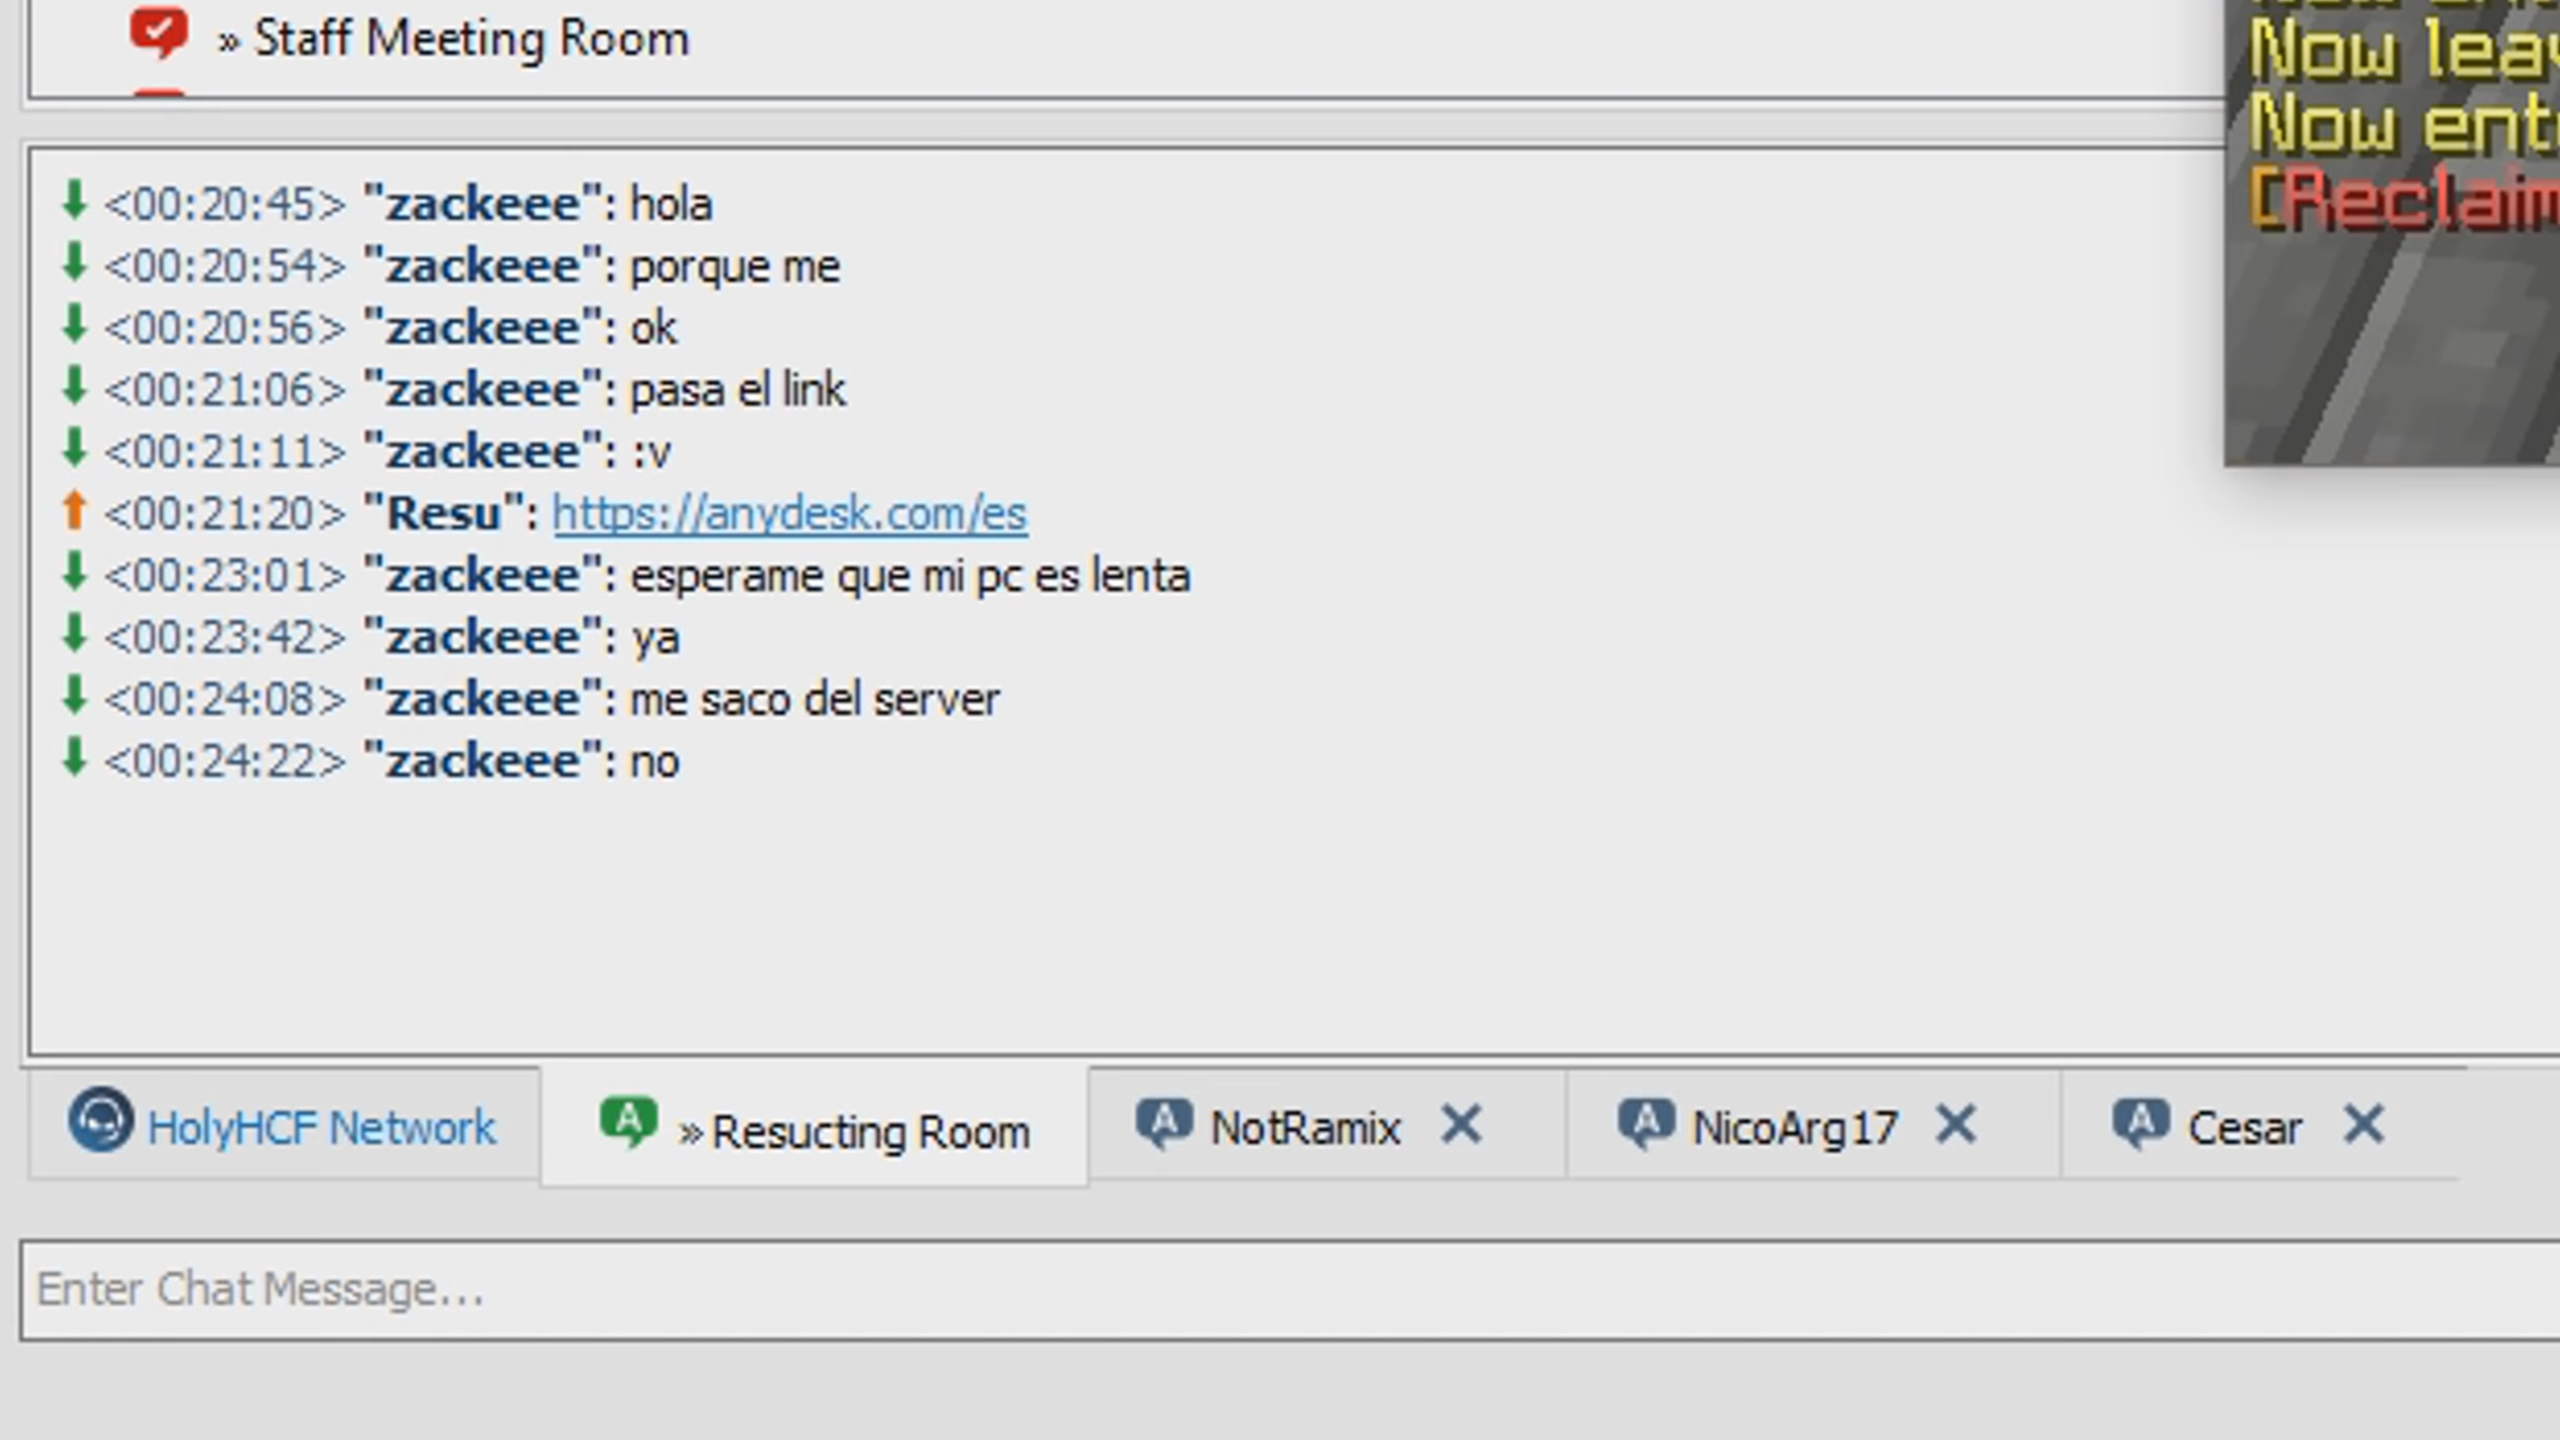 » Staff Meeting Room
Now leav
Now ent
[Reclaim
<00:20:45> "zackeee": hola
<00:20:54> "zackeee": porque me
<00:20:56> "zackeee": ok
<00:21:06> "zackeee": pasa el link
<00:21:11> "zackeee": :v
<00:21:20> "Resu": https://anydesk.com/es
<00:23:01> "zackeee": esperame que mi pc es lenta
<00:23:42> "zackeee": ya
<00:24:08> "zackeee": me saco del server
<00:24:22> "zackeee": no
HolyHCF Network
» Resucting Room
NotRamix
NicoArg17
Cesar
Enter Chat Message...